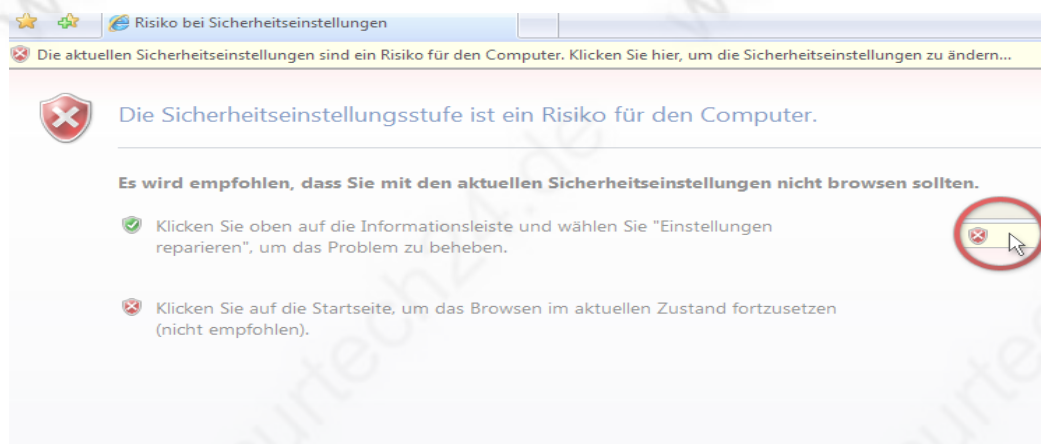 Risiko bei Sicherheitseinstellungen
Die aktuellen Sicherheitseinstellungen sind ein Risiko für den Computer. Klicken Sie hier, um die Sicherheitseinstellungen zu ändern...
Die Sicherheitseinstellungsstufe ist ein Risiko für den Computer.
Es wird empfohlen, dass Sie mit den aktuellen Sicherheitseinstellungen nicht browsen sollten.
Klicken Sie oben auf die Informationsleiste und wählen Sie "Einstellungen
reparieren", um das Problem zu beheben.
Klicken Sie auf die Startseite, um das Browsen im aktuellen Zustand fortzusetzen
(nicht empfohlen).